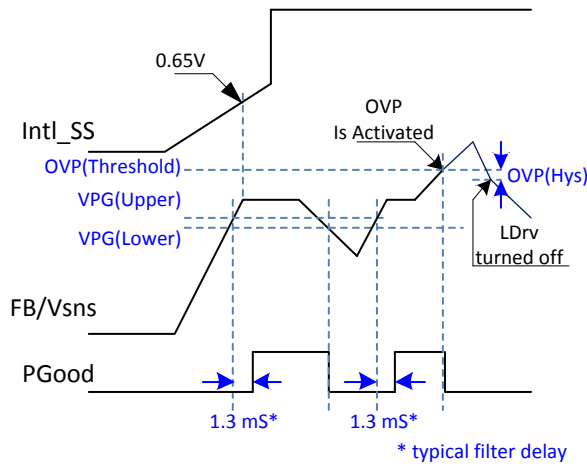 0.65V
Intl_SS
OVP
Is Activated
OVP(Threshold)
OVP(Hys)
VPG(Upper)
VPG(Lower)
LDrv
turned off
FB/Vsns
PGood
1.3 mS*
1.3 mS*
* typical filter delay